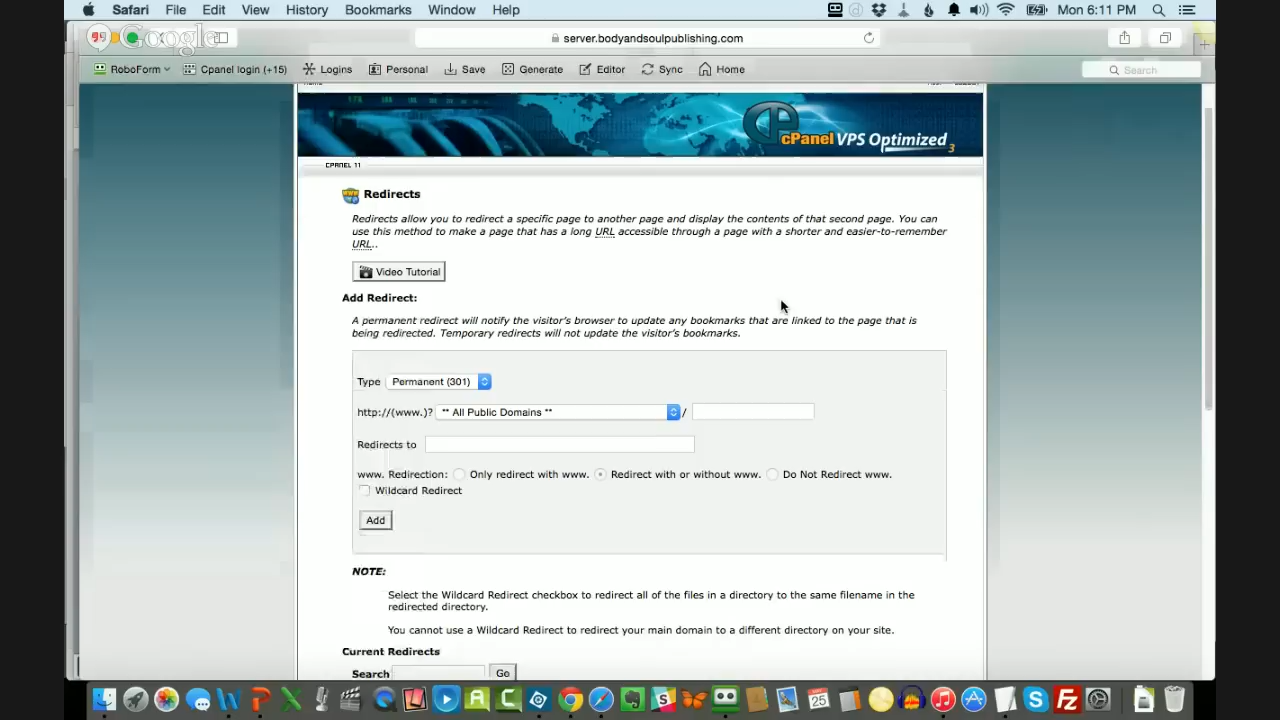 Safari File Edit View History Bookmarks Window Help Mon 6:11 PM
Google server.bodyandsoulpublishing.com
RoboForm Cpanel login (+15) Logins Personal Save Generate Editor Sync Home Search
cPanel VPS Optimized 3
CPANEL 11
Redirects
Redirects allow you to redirect a specific page to another page and display the contents of that second page. You can
use this method to make a page that has a long URL accessible through a page with a shorter and easier-to-remember
URL..
Video Tutorial
Add Redirect:
A permanent redirect will notify the visitor's browser to update any bookmarks that are linked to the page that is
being redirected. Temporary redirects will not update the visitor's bookmarks.
Type Permanent (301)
http://(www.)? ** All Public Domains ** /
Redirects to
www. Redirection: Only redirect with www. Redirect with or without www. Do Not Redirect www.
Wildcard Redirect
Add
NOTE:
Select the Wildcard Redirect checkbox to redirect all of the files in a directory to the same filename in the
redirected directory.
You cannot use a Wildcard Redirect to redirect your main domain to a different directory on your site.
Current Redirects
Search Go
25